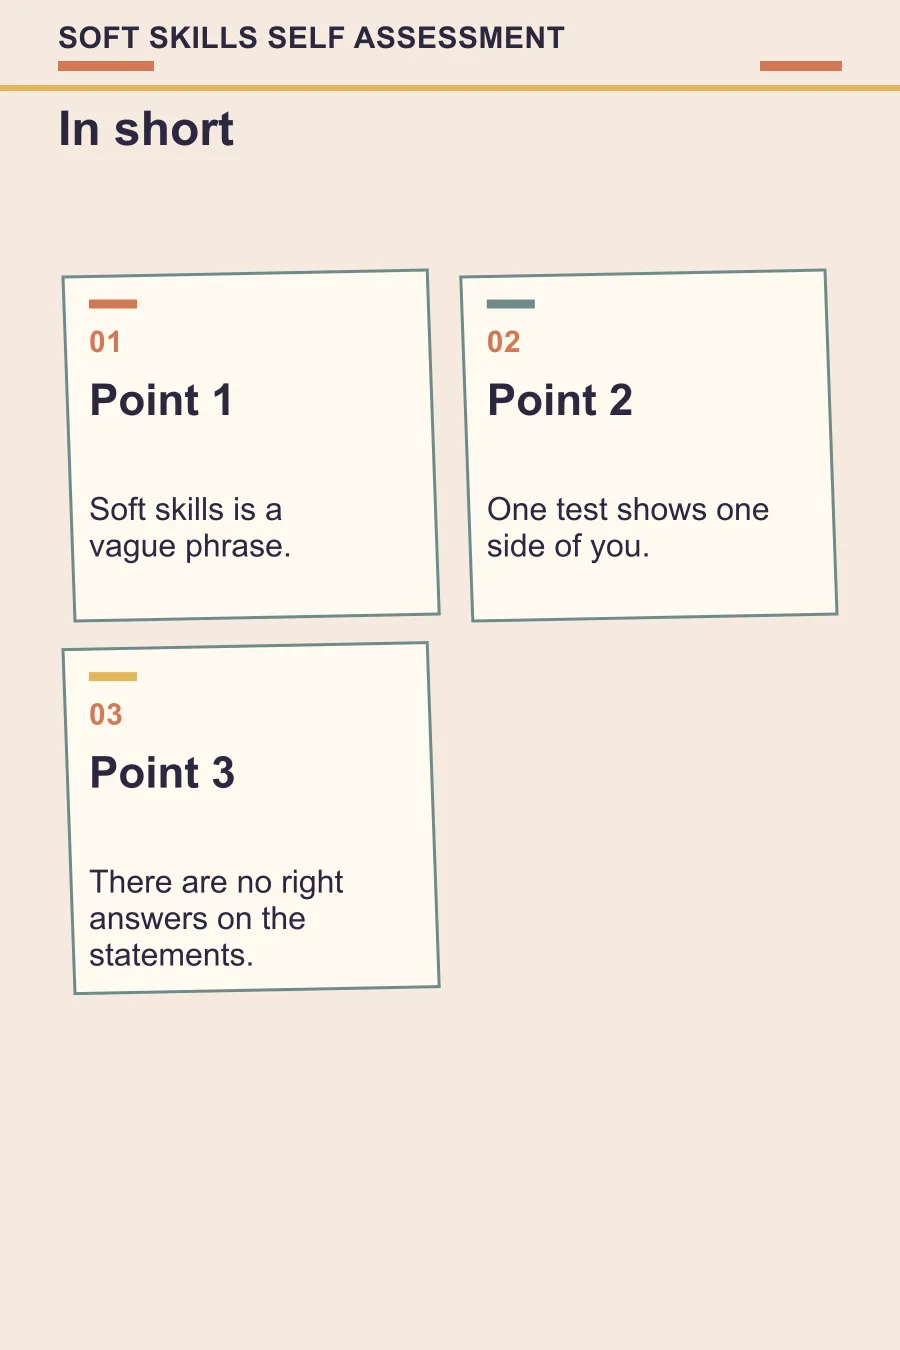 SOFT SKILLS SELF ASSESSMENT
In short
01
Point 1
Soft skills is a
vague phrase.
02
Point 2
One test shows one
side of you.
03
Point 3
There are no right
answers on the
statements.